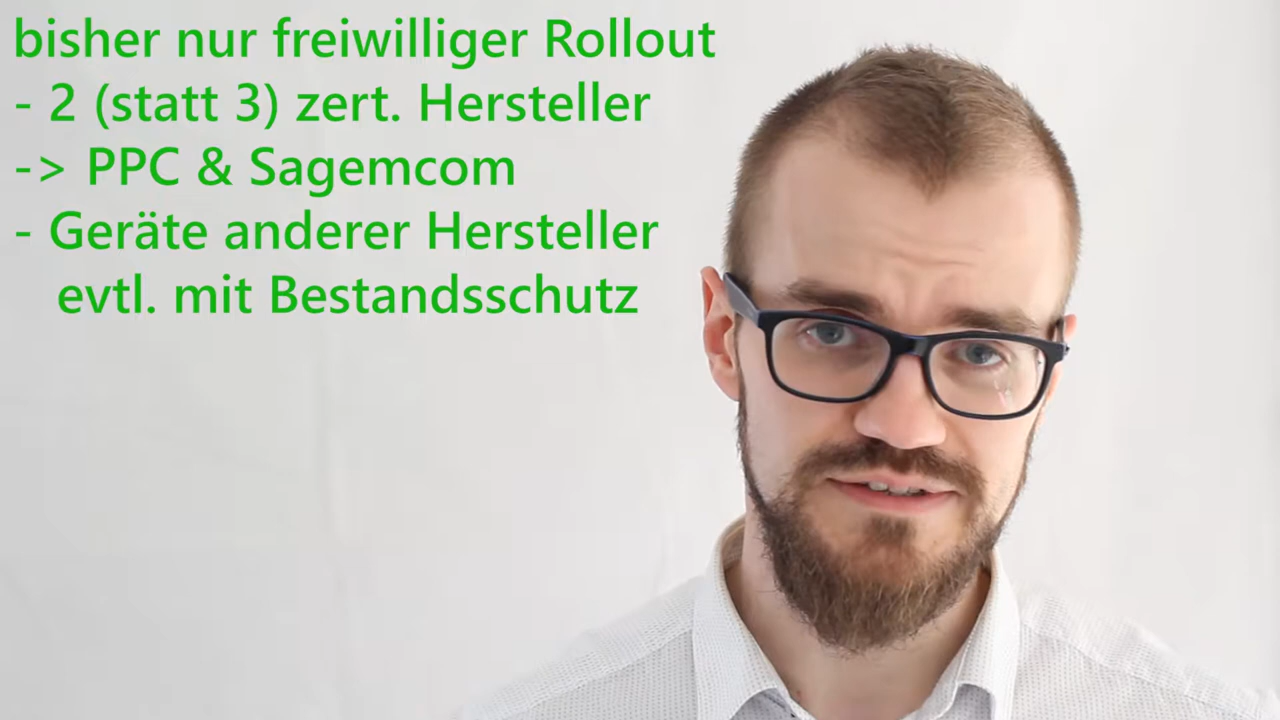 bisher nur freiwilliger Rollout
- 2 (statt 3) zert. Hersteller
-> PPC & Sagemcom
- Geräte anderer Hersteller
evtl. mit Bestandsschutz